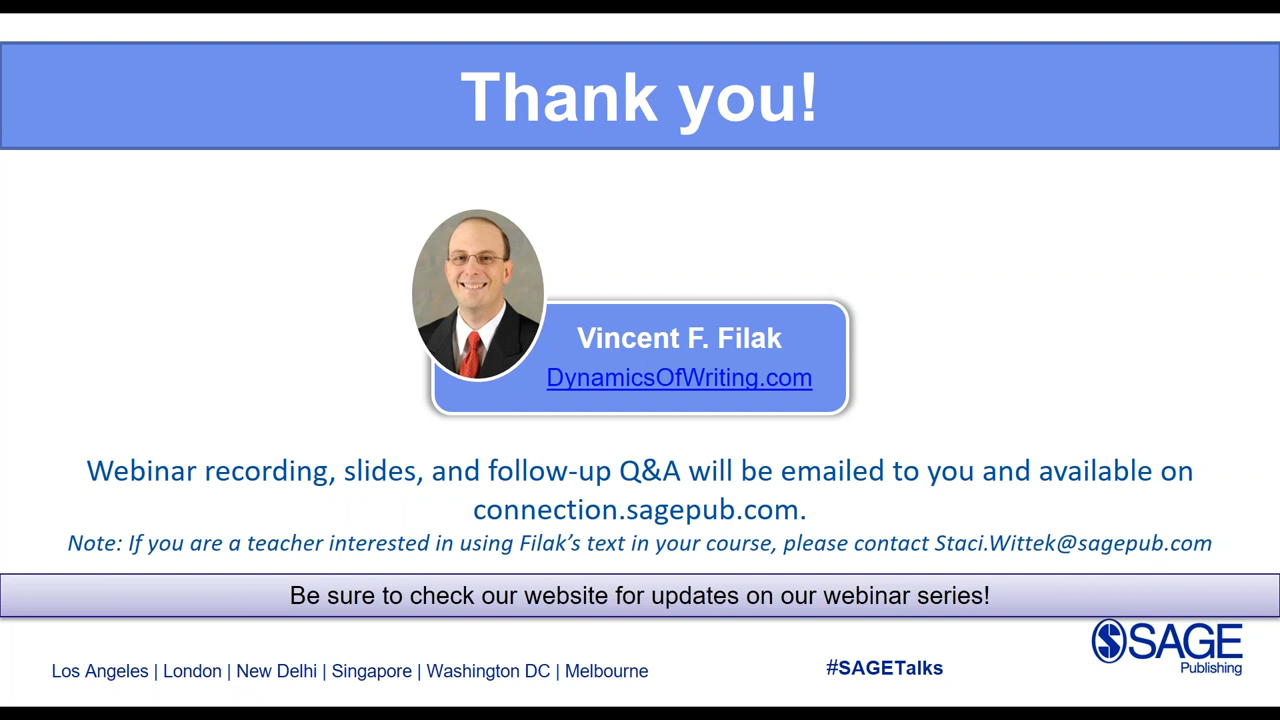 Thank you!
Vincent F. Filak
DynamicsOfWriting.com
Webinar recording, slides, and follow-up Q&A will be emailed to you and available on
connection.sagepub.com.
Note: If you are a teacher interested in using Filak’s text in your course, please contact Staci.Wittek@sagepub.com
Be sure to check our website for updates on our webinar series!
Los Angeles | London | New Delhi | Singapore | Washington DC | Melbourne
#SAGETalks
SAGE
Publishing